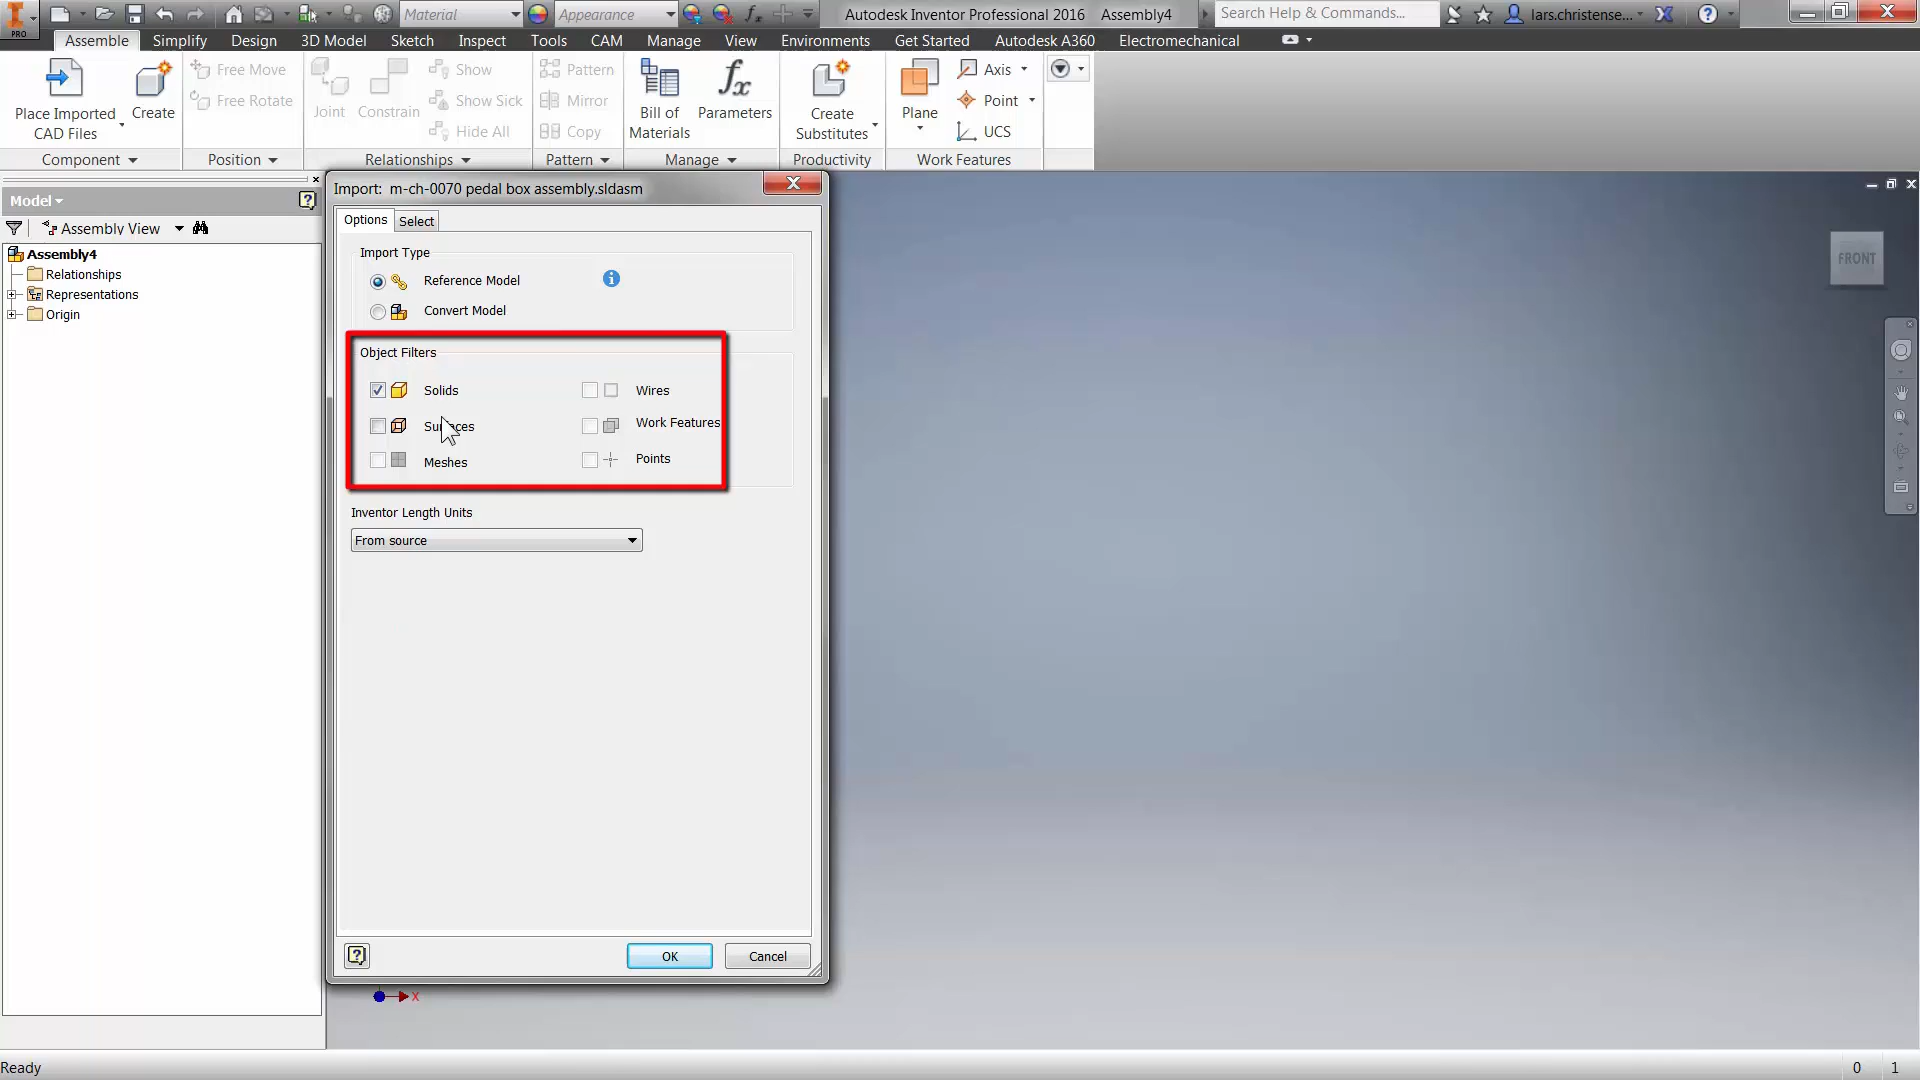 Material
Appearance
Autodesk Inventor Professional 2016 Assembly4
Search Help & Commands...
lars.christense...
PRO
Assemble Simplify Design 3D Model Sketch Inspect Tools CAM Manage View Environments Get Started Autodesk A360 Electromechanical
Place Imported CAD Files
Create
Free Move
Free Rotate
Joint
Constrain
Show
Show Sick
Hide All
Pattern
Mirror
Copy
Bill of Materials
Parameters
Create Substitutes
Plane
Axis
Point
UCS
Component Position Relationships Pattern Manage Productivity Work Features
Model
Assembly View
Assembly4
Relationships
Representations
Origin
Import: m-ch-0070 pedal box assembly.sldasm
Options Select
Import Type
Reference Model
Convert Model
Object Filters
Solids
Wires
Work Features
Meshes
Points
Inventor Length Units
From source
OK Cancel
X
FRONT
Ready
0 1